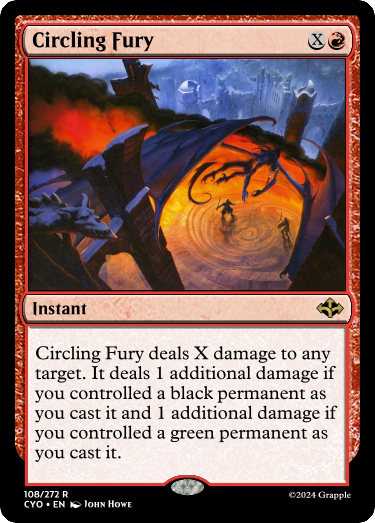 Circling Fury X
Instant
Circling Fury deals X damage to any
target. It deals 1 additional damage if
you controlled a black permanent as
you cast it and 1 additional damage if
you controlled a green permanent as
you cast it.
108/272 R
CYO • EN John Howe
©2024 Grapple